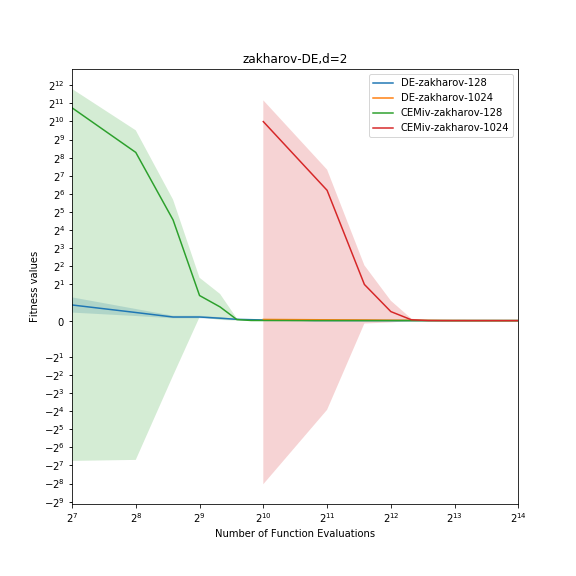 zakharov-DE,d=2
DE-zakharov-128
DE-zakharov-1024
CEMiv-zakharov-128
CEMiv-zakharov-1024
Fitness values
2¹²
2¹¹
2¹⁰
2⁹
2⁸
2⁷
2⁶
2⁵
2⁴
2³
2²
2¹
0
−2¹
−2²
−2³
−2⁴
−2⁵
−2⁶
−2⁷
−2⁸
−2⁹
2⁷ 2⁸ 2⁹ 2¹⁰ 2¹¹ 2¹² 2¹³ 2¹⁴
Number of Function Evaluations